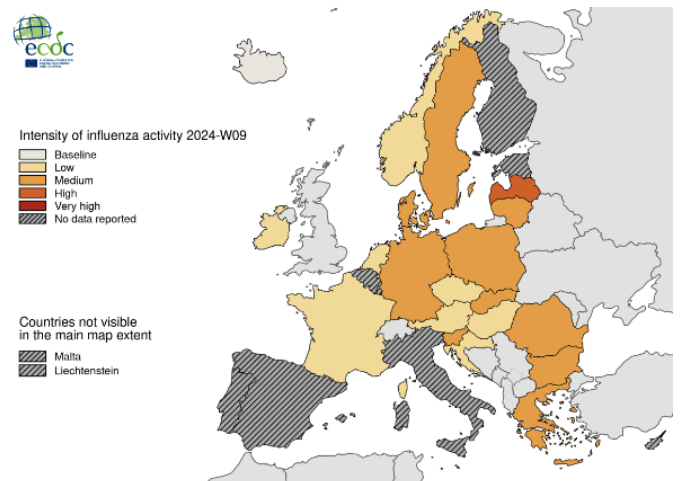 ecdc
Intensity of influenza activity 2024-W09
Baseline
Low
Medium
High
Very high
No data reported
Countries not visible
in the main map extent
Malta
Liechtenstein